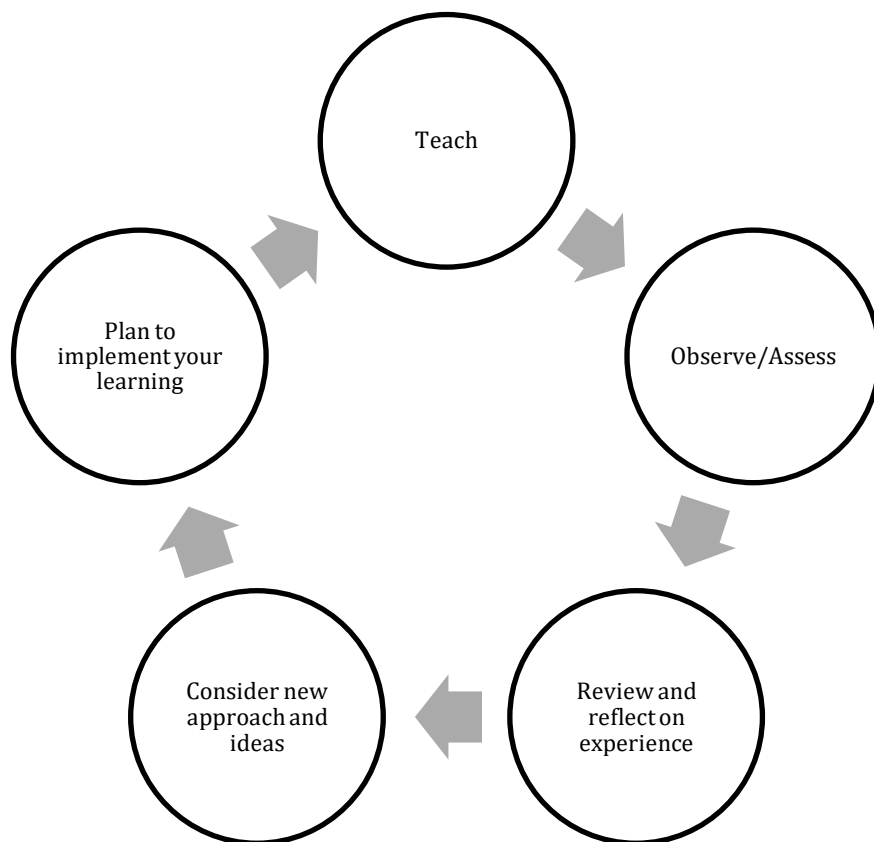 Teach
Observe/Assess
Review and
reflect on
experience
Consider new
approach and
ideas
Plan to
implement your
learning